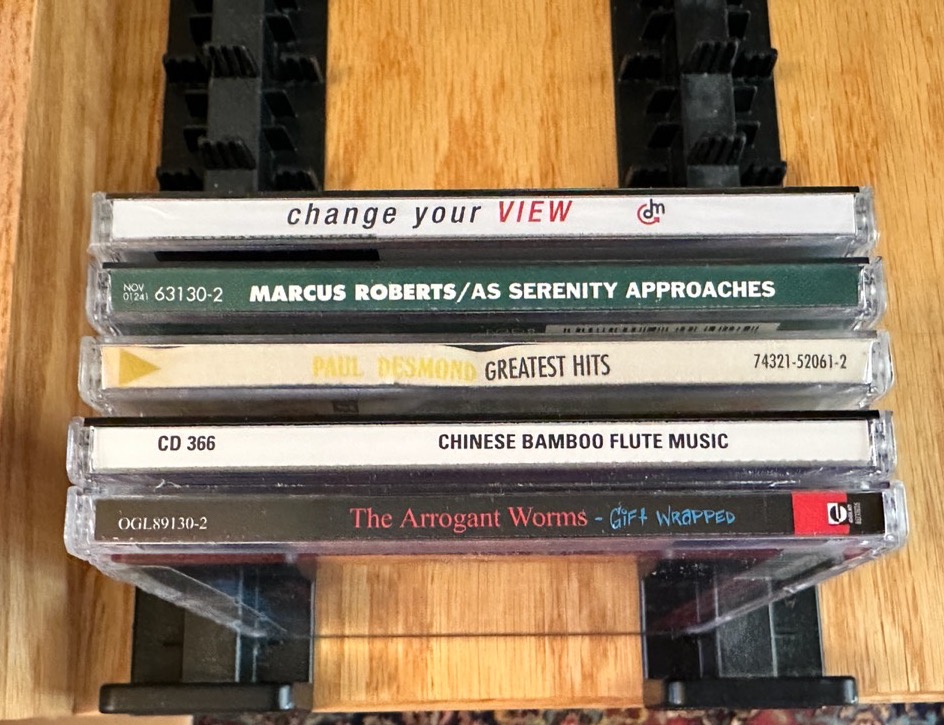 change your VIEW dm
NOV 01241 63130-2 MARCUS ROBERTS/AS SERENITY APPROACHES
PAUL DESMOND GREATEST HITS 74321-52061-2
CD 366 CHINESE BAMBOO FLUTE MUSIC
OGL89130-2 The Arrogant Worms - Gift Wrapped e